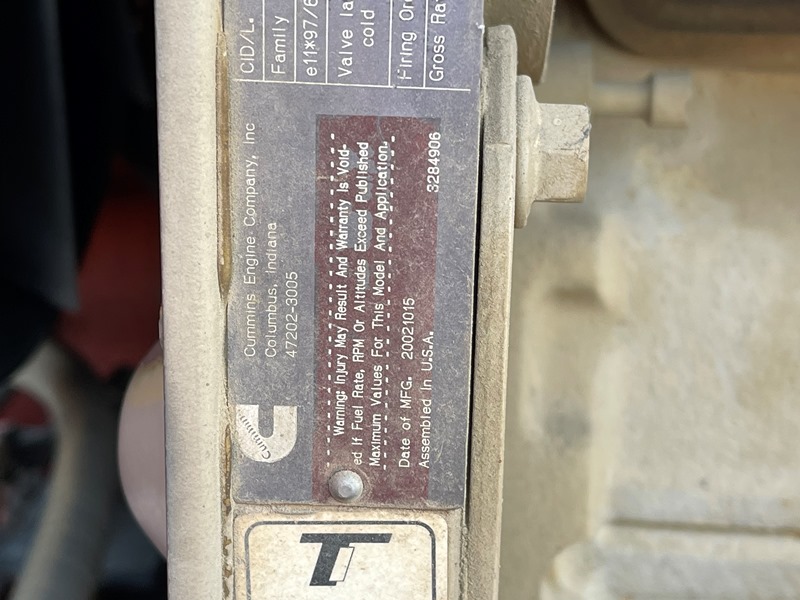 Cummins Engine Company, Inc
Columbus, Indiana
47202-3005
Warning: Injury May Result And Warranty Is Void-
ed If Fuel Rate, RPM Or Altitudes Exceed Published
Maximum Values For This Model And Application.
Date of MFG. 20021015
3284906
Assembled In U.S.A.
CID/L.
Family
e11*97/6
Valve la
cold
Firing Or
Gross Ra